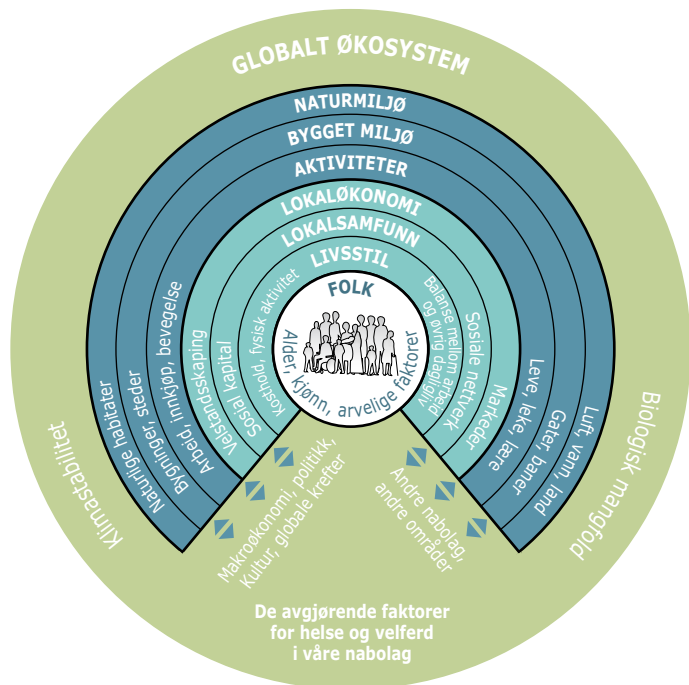 GLOBALT ØKOSYSTEM
NATURMILJØ
BYGGET MILJØ
AKTIVITETER
LOKALØKONOMI
LOKALSAMFUNN
LIVSSTIL
FOLK
Alder, kjønn, arvelige faktorer
Kosthold, fysisk aktivitet
Balanse mellom arbeid
og øvrig dagligliv
Sosial kapital
Sosiale nettverk
Velstandsskaping
Markeder
Arbeid, innkjøp, bevegelse
Leve, leke, lære
Bygninger, steder
Gater, baner
Naturlige habitater
Luft, vann, land
Klimastabilitet
Biologisk mangfold
Makroøkonomi, politikk,
Kultur, globale krefter
Andre nabolag,
andre områder
De avgjørende faktorer
for helse og velferd
i våre nabolag